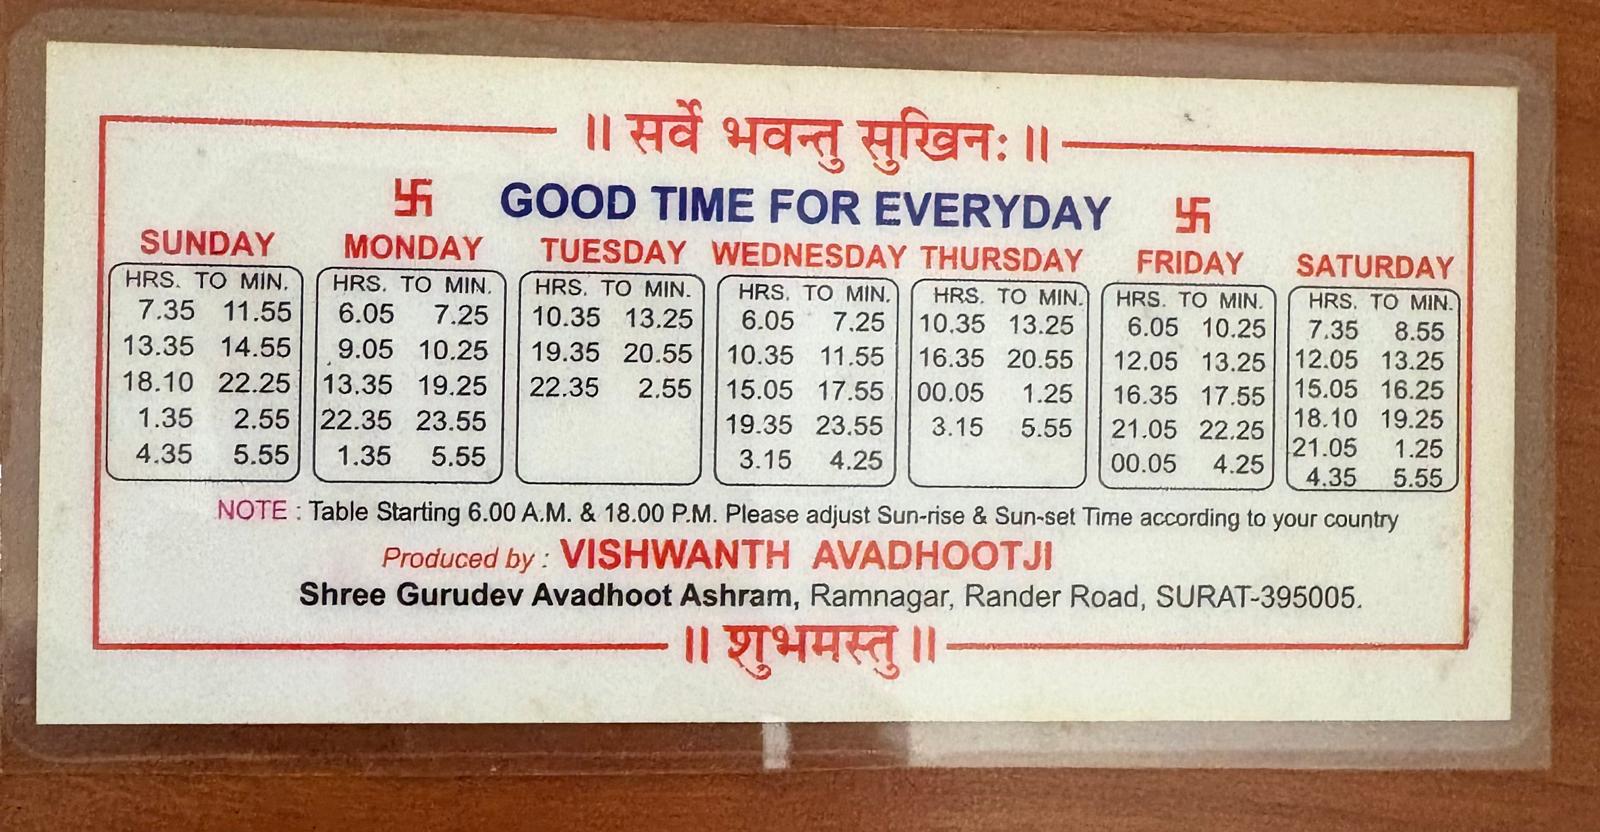 ॥ सर्वे भवन्तु सुखिनः ॥
卐 GOOD TIME FOR EVERYDAY 卐
SUNDAY MONDAY TUESDAY WEDNESDAY THURSDAY FRIDAY SATURDAY
HRS. TO MIN. HRS. TO MIN. HRS. TO MIN. HRS. TO MIN. HRS. TO MIN. HRS. TO MIN. HRS. TO MIN.
7.35 11.55 6.05 7.25 10.35 13.25 6.05 7.25 10.35 13.25 6.05 10.25 7.35 8.55
13.35 14.55 9.05 10.25 19.35 20.55 10.35 11.55 16.35 20.55 12.05 13.25 12.05 13.25
18.10 22.25 13.35 19.25 22.35 2.55 15.05 17.55 00.05 1.25 16.35 17.55 15.05 16.25
1.35 2.55 22.35 23.55 19.35 23.55 3.15 5.55 21.05 22.25 18.10 19.25
4.35 5.55 1.35 5.55 3.15 4.25 00.05 4.25 21.05 1.25
4.35 5.55
NOTE : Table Starting 6.00 A.M. & 18.00 P.M. Please adjust Sun-rise & Sun-set Time according to your country
Produced by : VISHWANTH AVADHOOTJI
Shree Gurudev Avadhoot Ashram, Ramnagar, Rander Road, SURAT-395005.
॥ शुभमस्तु ॥